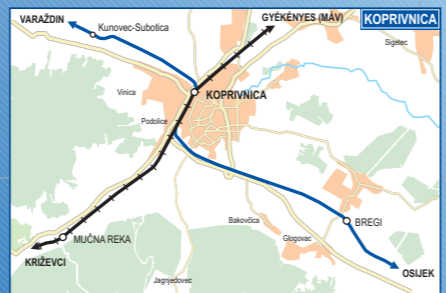 VARAŽDIN
Kunovec-Subotica
GYÉKÉNYES (MÁV)
KOPRIVNICA
Sigetec
Vinica
KOPRIVNICA
Podolice
Bakovčica
BREGI
Glogovac
MUČNA REKA
KRIŽEVCI
Jagnjedovec
OSIJEK